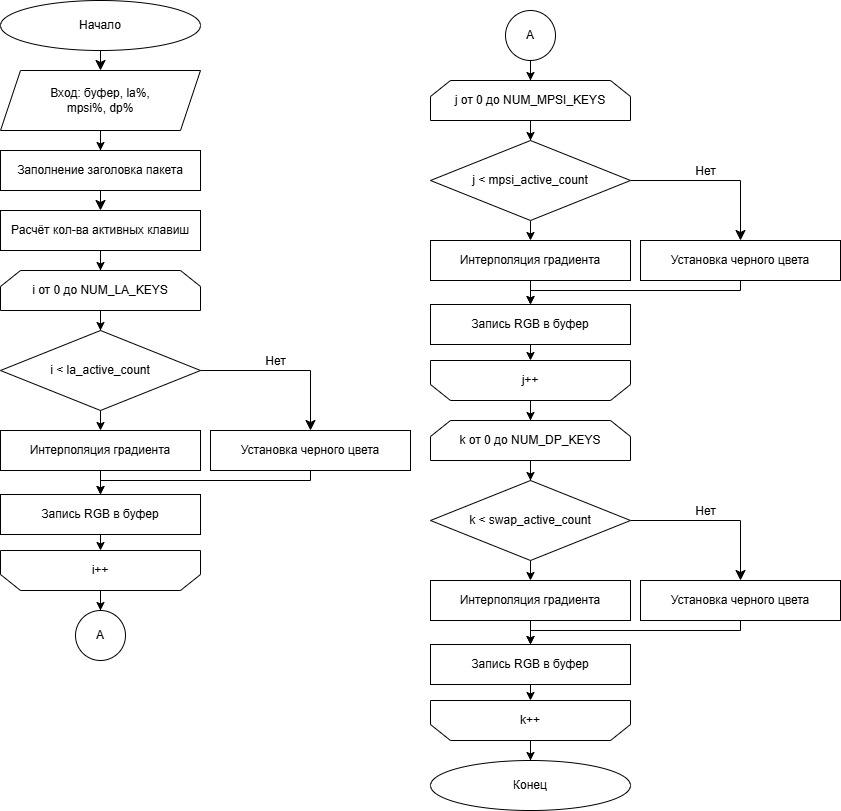 Начало
Вход: буфер, la%,
mpsi%, dp%
Заполнение заголовка пакета
Расчёт кол-ва активных клавиш
i от 0 до NUM_LA_KEYS
i < la_active_count
Нет
Интерполяция градиента
Установка черного цвета
Запись RGB в буфер
i++
A
A
j от 0 до NUM_MPSI_KEYS
j < mpsi_active_count
Нет
Интерполяция градиента
Установка черного цвета
Запись RGB в буфер
j++
k от 0 до NUM_DP_KEYS
k < swap_active_count
Нет
Интерполяция градиента
Установка черного цвета
Запись RGB в буфер
k++
Конец